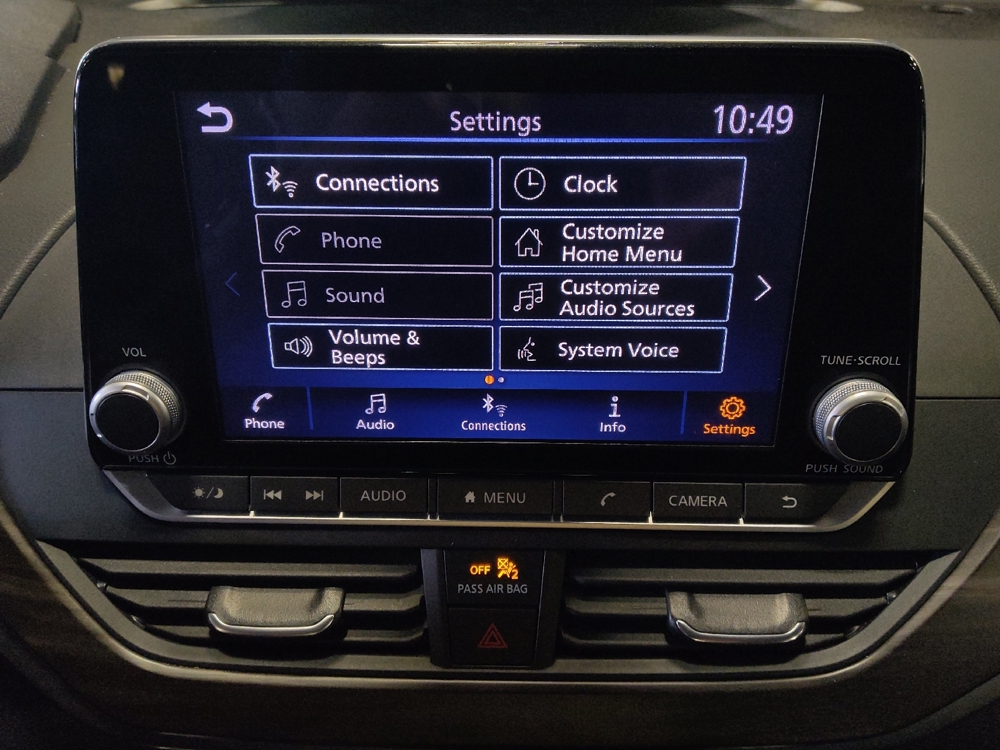 Settings
10:49
Connections
Clock
Phone
Customize
Home Menu
Sound
Customize
Audio Sources
Volume &
Beeps
System Voice
Phone
Audio
Connections
Info
Settings
VOL
PUSH
TUNE·SCROLL
PUSH SOUND
AUDIO
MENU
CAMERA
OFF
2
PASS AIR BAG